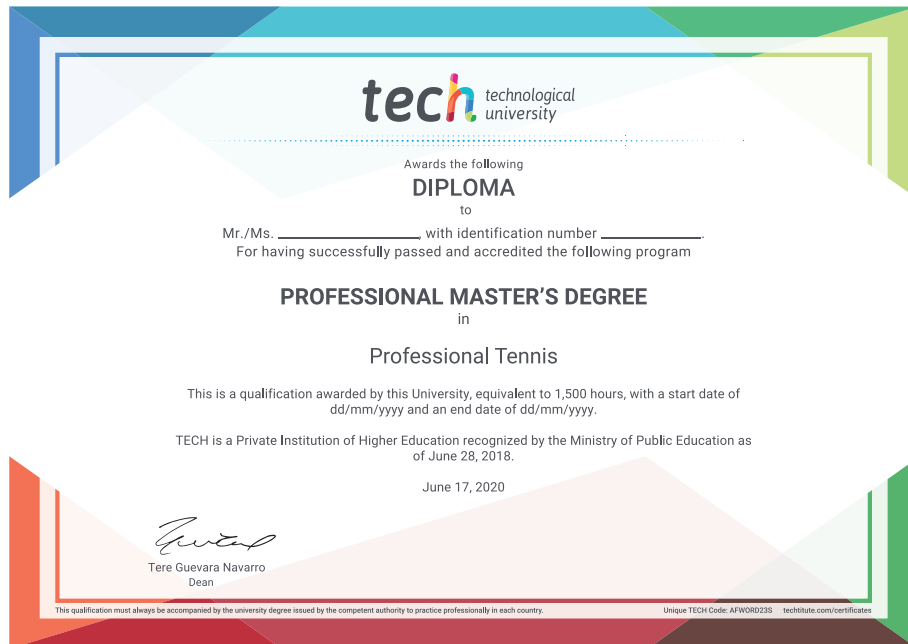 tech technological
university
Awards the following
DIPLOMA
to
Mr./Ms. ____________, with identification number ____________.
For having successfully passed and accredited the following program
PROFESSIONAL MASTER'S DEGREE
in
Professional Tennis
This is a qualification awarded by this University, equivalent to 1,500 hours, with a start date of
dd/mm/yyyy and an end date of dd/mm/yyyy.
TECH is a Private Institution of Higher Education recognized by the Ministry of Public Education as
of June 28, 2018.
June 17, 2020
Tere Guevara Navarro
Dean
This qualification must always be accompanied by the university degree issued by the competent authority to practice professionally in each country. Unique TECH Code: AFWORD23S techtitute.com/certificates